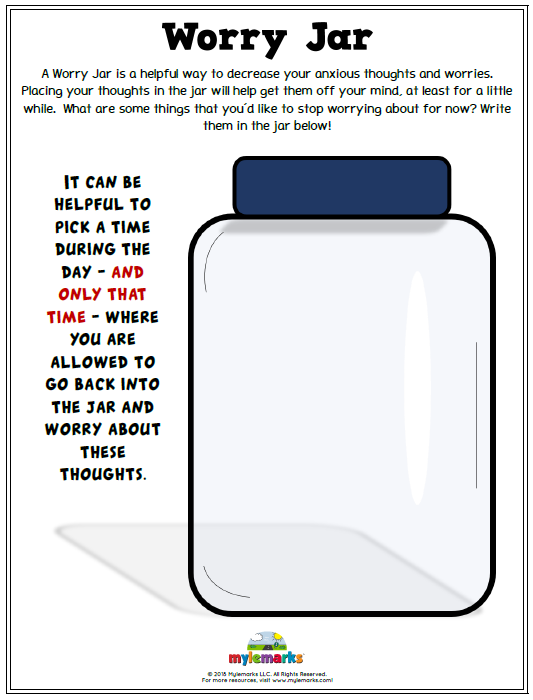 Worry Jar
A Worry Jar is a helpful way to decrease your anxious thoughts and worries.
Placing your thoughts in the jar will help get them off your mind, at least for a little
while. What are some things that you'd like to stop worrying about for now? Write
them in the jar below!
IT CAN BE
HELPFUL TO
PICK A TIME
DURING THE
DAY - AND
ONLY THAT
TIME - WHERE
YOU ARE
ALLOWED TO
GO BACK INTO
THE JAR AND
WORRY ABOUT
THESE
THOUGHTS.
mylemarks
© 2018 Mylemarks LLC. All Rights Reserved.
For more resources, visit www.mylemarks.com!